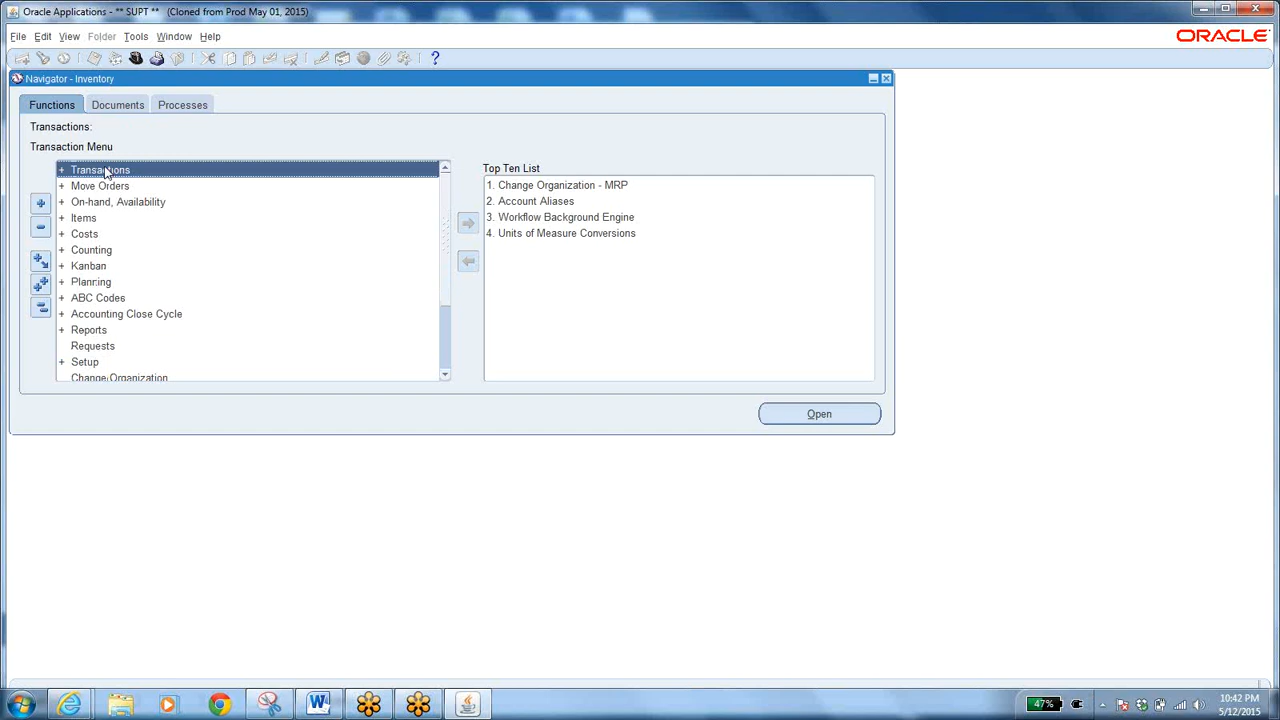 Oracle Applications - ** SUPT ** (Cloned from Prod May 01, 2015)
File Edit View Folder Tools Window Help
ORACLE
Navigator - Inventory
Functions Documents Processes
Transactions:
Transaction Menu
+ Transactions
+ Move Orders
+ On-hand, Availability
+ Items
+ Costs
+ Counting
+ Kanban
+ Planning
+ ABC Codes
+ Accounting Close Cycle
+ Reports
Requests
+ Setup
Change Organization
Top Ten List
1. Change Organization - MRP
2. Account Aliases
3. Workflow Background Engine
4. Units of Measure Conversions
Open
47%
10:42 PM
5/12/2015